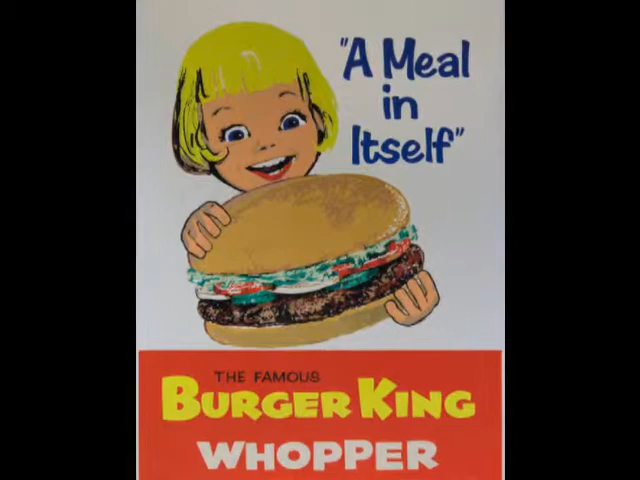 "A Meal
in
Itself"
THE FAMOUS
BURGER KING
WHOPPER